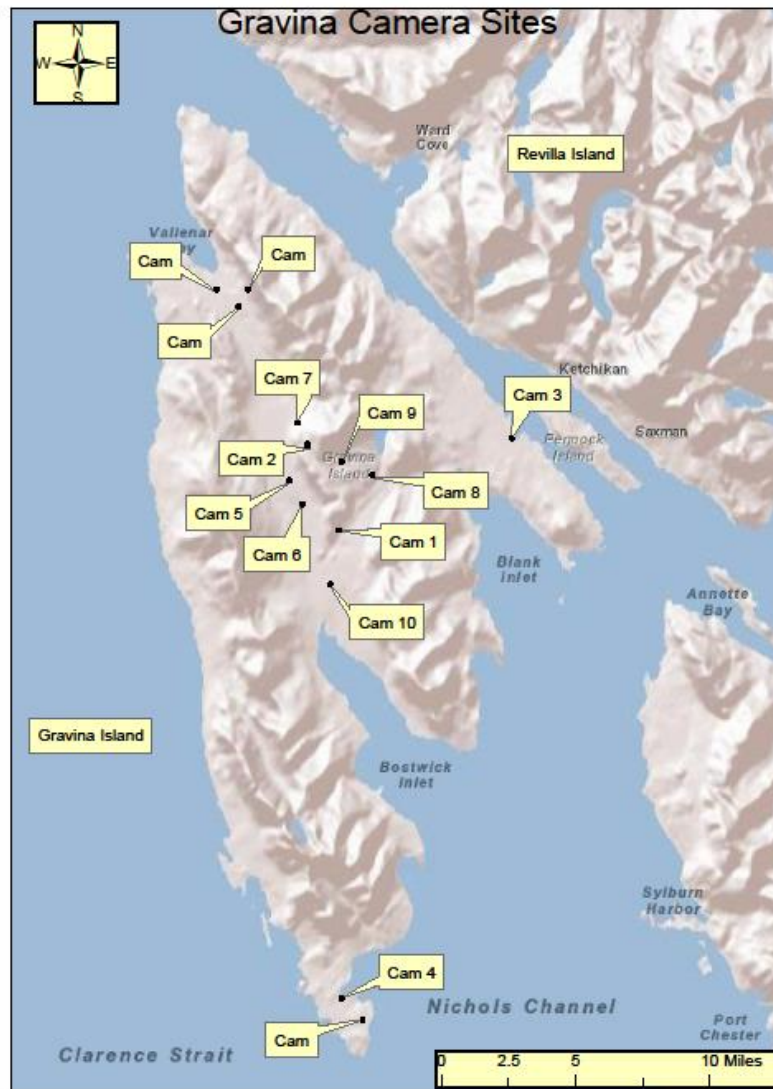 Gravina Camera Sites
N
W E
S
Ward
Cove
Revilla Island
Vallenar
Bay
Cam
Cam
Cam
Ketchikan
Cam 7
Cam 9
Cam 3
Saxman
Pennock
Island
Cam 2
Gravina
Island
Cam 8
Cam 5
Cam 6
Cam 1
Blank
Inlet
Annette
Bay
Cam 10
Gravina Island
Bostwick
Inlet
Sylburn
Harbor
Cam 4
Nichols Channel
Port
Chester
Cam
Clarence Strait
0 2.5 5 10 Miles